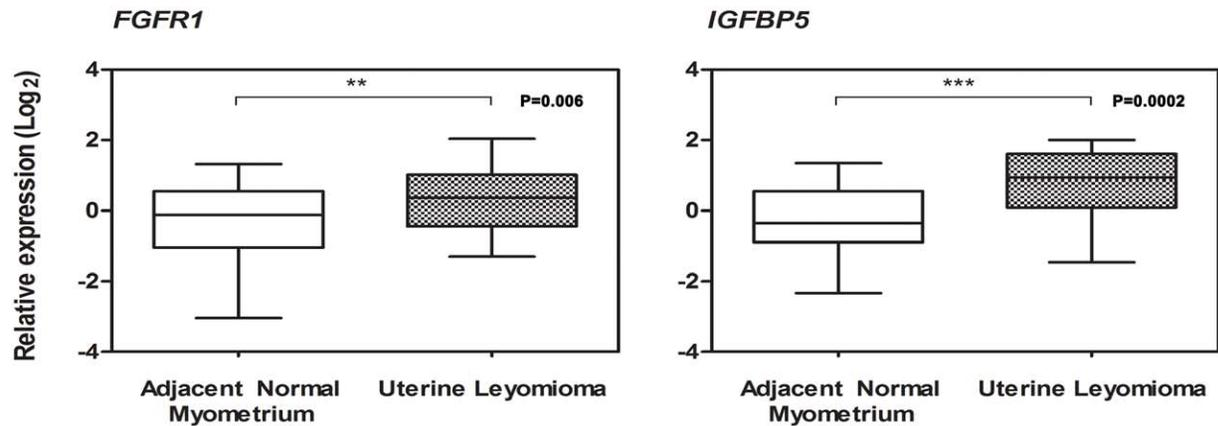 FGFR1
Relative expression (Log2)
4
2
0
-2
-4
**
P=0.006
Adjacent Normal
Myometrium
Uterine Leyomioma
IGFBP5
4
2
0
-2
-4
***
P=0.0002
Adjacent Normal
Myometrium
Uterine Leyomioma